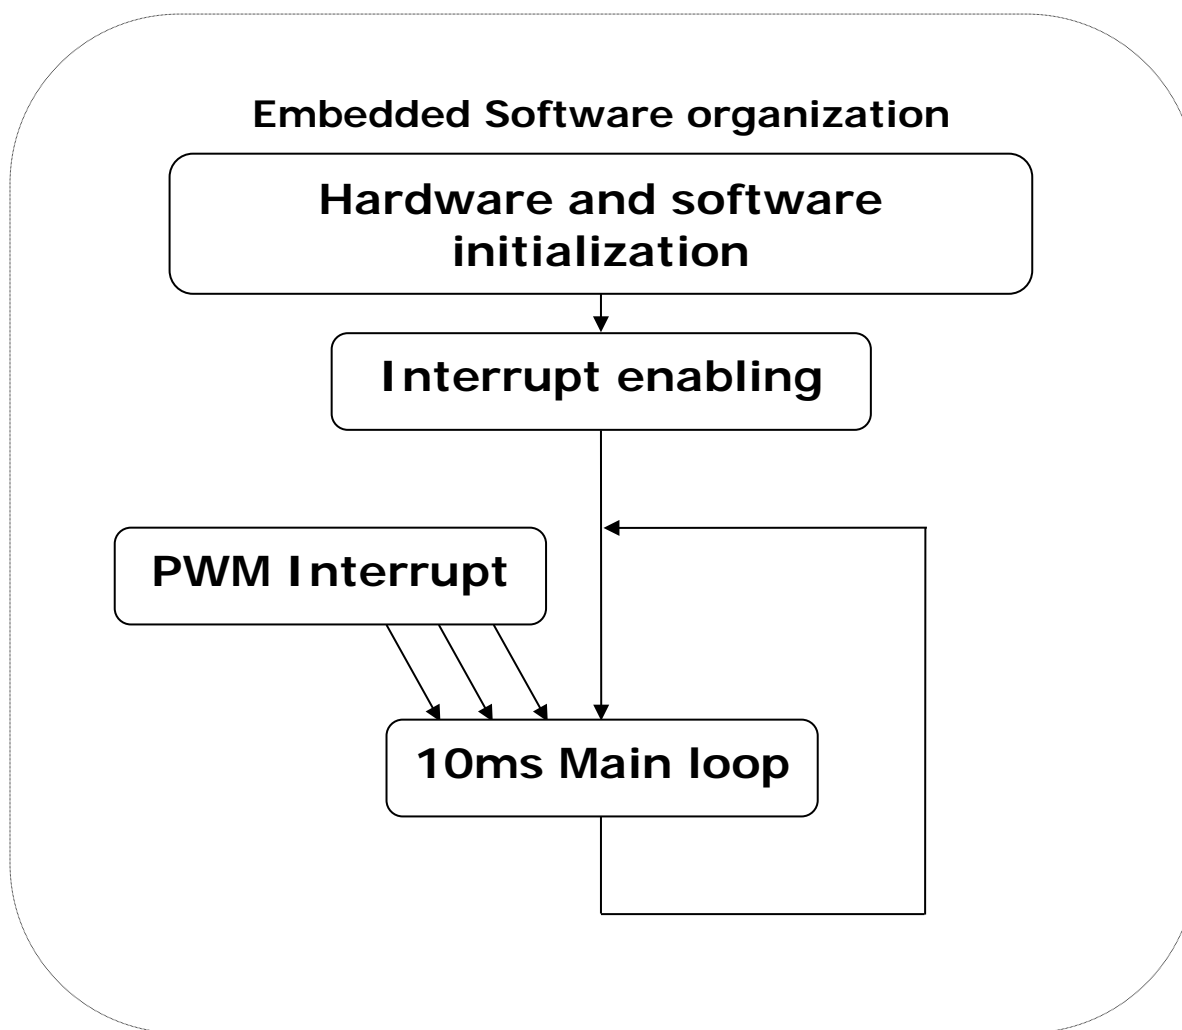 Embedded Software organization
Hardware and software
initialization
Interrupt enabling
PWM Interrupt
10ms Main loop